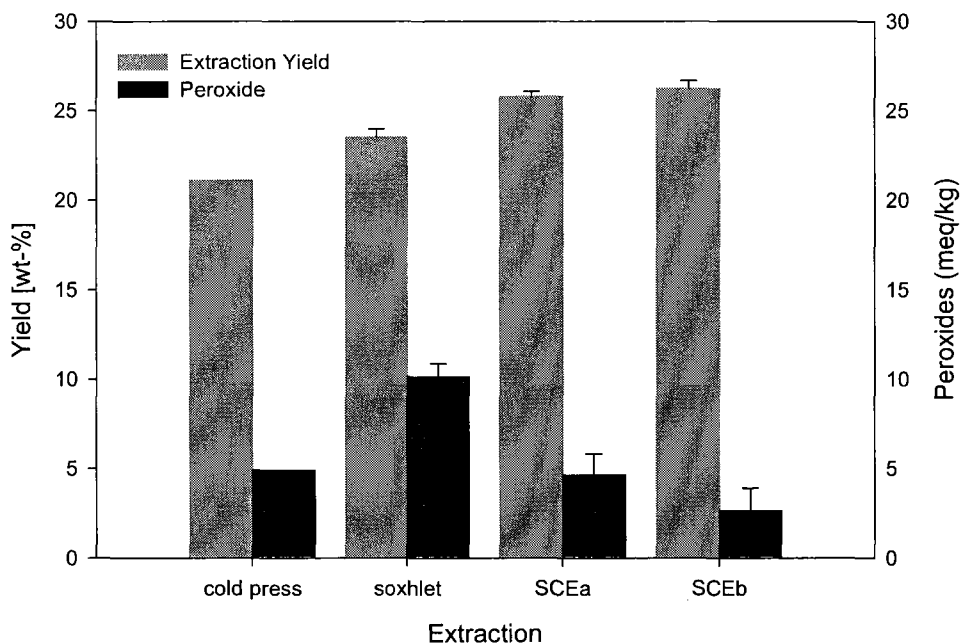 30
25
20
15
10
5
0
Yield [wt-%]
Extraction Yield
Peroxide
30
25
20
15
10
5
0
Peroxides (meq/kg)
cold press soxhlet SCEa SCEb
Extraction